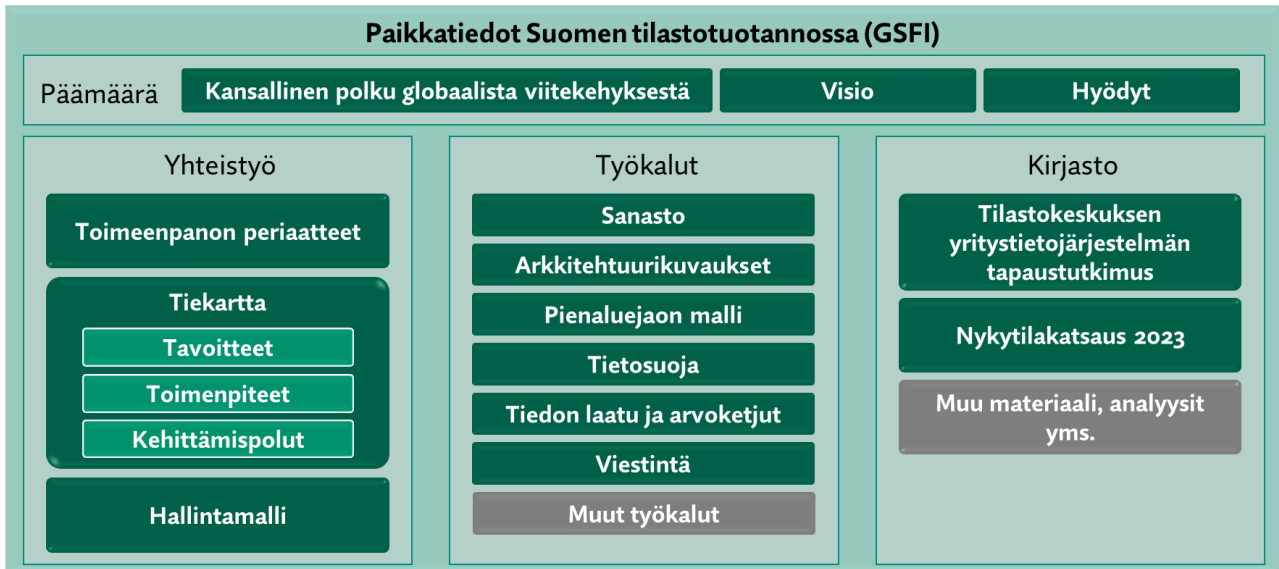 Paikkatiedot Suomen tilastotuotannossa (GSFI)
Päämäärä
Kansallinen polku globaalista viitekehyksestä
Visio
Hyödyt
Yhteistyö
Toimeenpanon periaatteet
Tiekartta
Tavoitteet
Toimenpiteet
Kehittämispolut
Hallintamalli
Työkalut
Sanasto
Arkkitehtuurikuvaukset
Pienaluejaon malli
Tietosuoja
Tiedon laatu ja arvoketjut
Viestintä
Muut työkalut
Kirjasto
Tilastokeskuksen
yritystietojärjestelmän
tapaustutkimus
Nykytilakatsaus 2023
Muu materiaali, analyysit
yms.